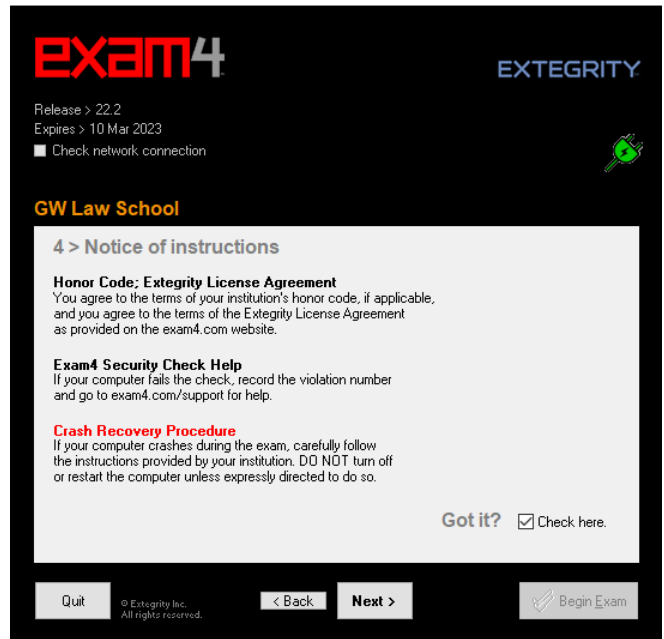 exam4
EXTEGRITY
Release > 22.2
Expires > 10 Mar 2023
Check network connection
GW Law School
4 > Notice of instructions
Honor Code; Extegrity License Agreement
You agree to the terms of your institution's honor code, if applicable,
and you agree to the terms of the Extegrity License Agreement
as provided on the exam4.com website.
Exam4 Security Check Help
If your computer fails the check, record the violation number
and go to exam4.com/support for help.
Crash Recovery Procedure
If your computer crashes during the exam, carefully follow
the instructions provided by your institution. DO NOT turn off
or restart the computer unless expressly directed to do so.
Got it? Check here.
Quit
© Extegrity Inc.
All rights reserved.
< Back
Next >
Begin Exam